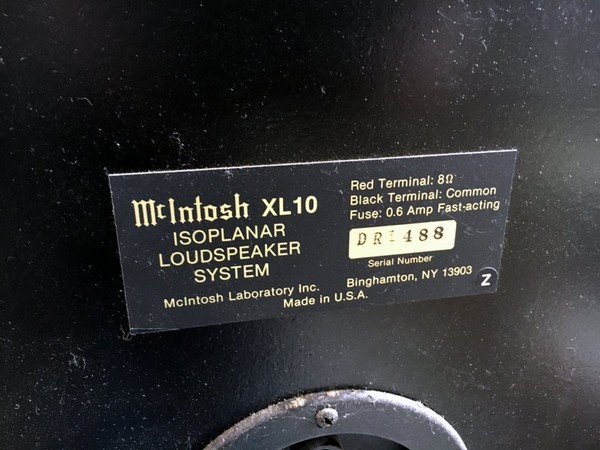 McIntosh XL10
ISOPLANAR
LOUDSPEAKER
SYSTEM
McIntosh Laboratory Inc.
Red Terminal: 8Ω
Black Terminal: Common
Fuse: 0.6 Amp Fast-acting
Serial Number
Binghamton, NY 13903
Made in U.S.A.
Z